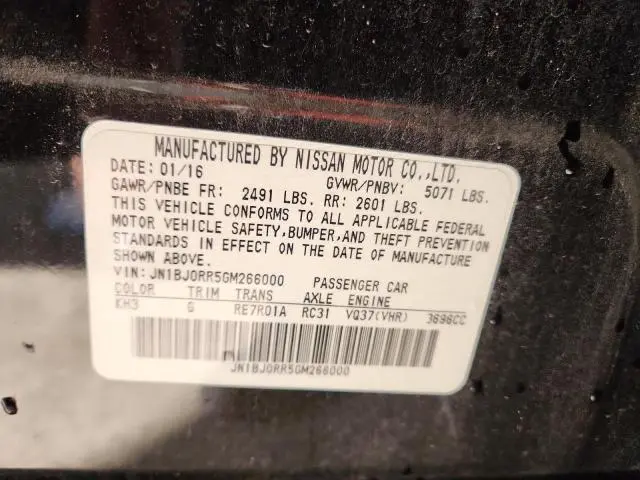 MANUFACTURED BY NISSAN MOTOR CO.,LTD.
DATE: 01/16 GVWR/PNBV: 5071 LBS.
GAWR/PNBE FR: 2491 LBS. RR: 2601 LBS.
THIS VEHICLE CONFORMS TO ALL APPLICABLE FEDERAL
MOTOR VEHICLE SAFETY,BUMPER,AND THEFT PREVENTION
STANDARDS IN EFFECT ON THE DATE OF MANUFACTURE
SHOWN ABOVE.
VIN: JN1BJ0RR5GM266000 PASSENGER CAR
COLOR TRIM TRANS AXLE ENGINE
KH3 G RE7R01A RC31 VQ37(VHR) 3696CC
JN1BJ0RR5GM266000